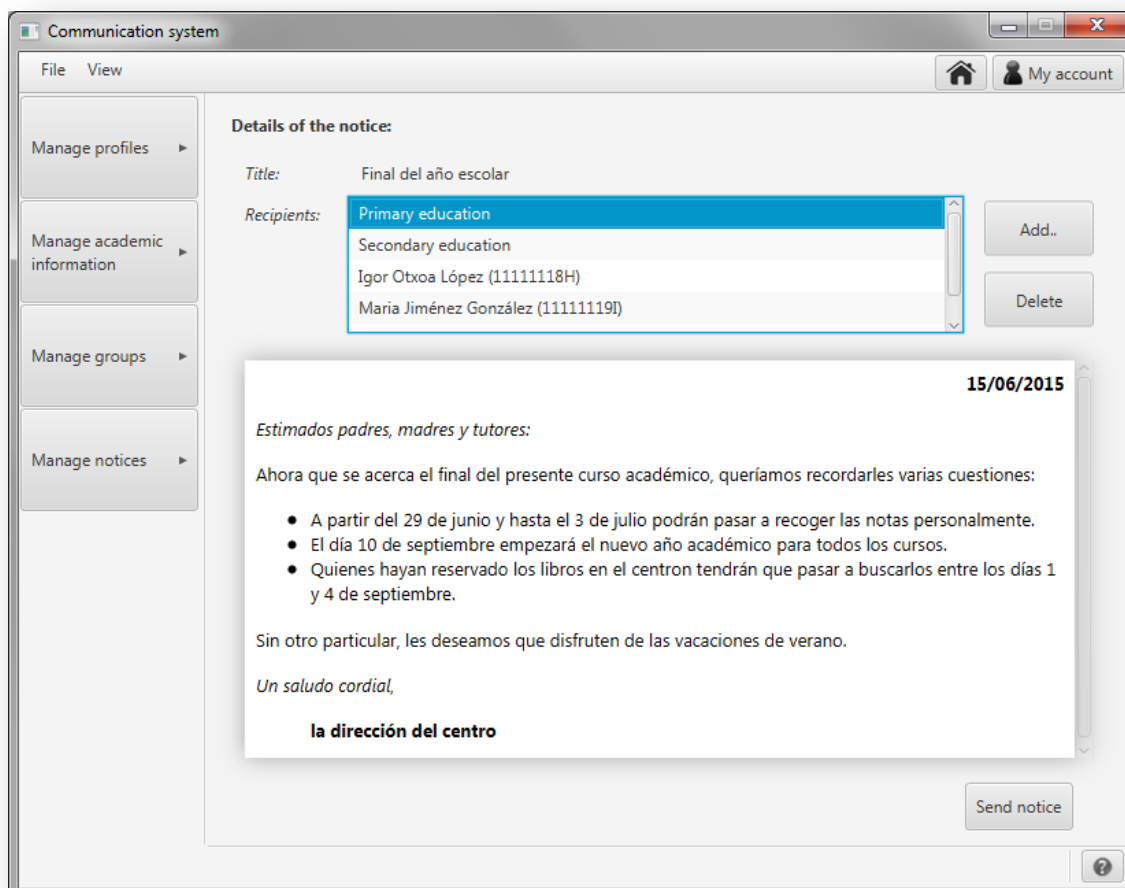 Communication system
File View
My account
Manage profiles
Manage academic
information
Manage groups
Manage notices
Details of the notice:
Title: Final del año escolar
Recipients:
Primary education
Secondary education
Igor Otxoa López (11111118H)
Maria Jiménez González (11111119I)
Add..
Delete
15/06/2015
Estimados padres, madres y tutores:
Ahora que se acerca el final del presente curso académico, queríamos recordarles varias cuestiones:
• A partir del 29 de junio y hasta el 3 de julio podrán pasar a recoger las notas personalmente.
• El día 10 de septiembre empezará el nuevo año académico para todos los cursos.
• Quienes hayan reservado los libros en el centron tendrán que pasar a buscarlos entre los días 1
y 4 de septiembre.
Sin otro particular, les deseamos que disfruten de las vacaciones de verano.
Un saludo cordial,
la dirección del centro
Send notice
?